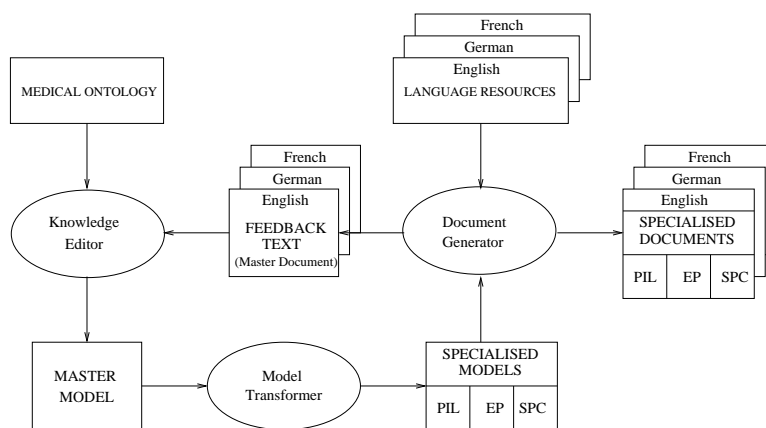 French
German
English
LANGUAGE RESOURCES
MEDICAL ONTOLOGY
French
German
English
FEEDBACK
TEXT
(Master Document)
Knowledge
Editor
Document
Generator
French
German
English
SPECIALISED
DOCUMENTS
PIL EP SPC
MASTER
MODEL
Model
Transformer
SPECIALISED
MODELS
PIL EP SPC